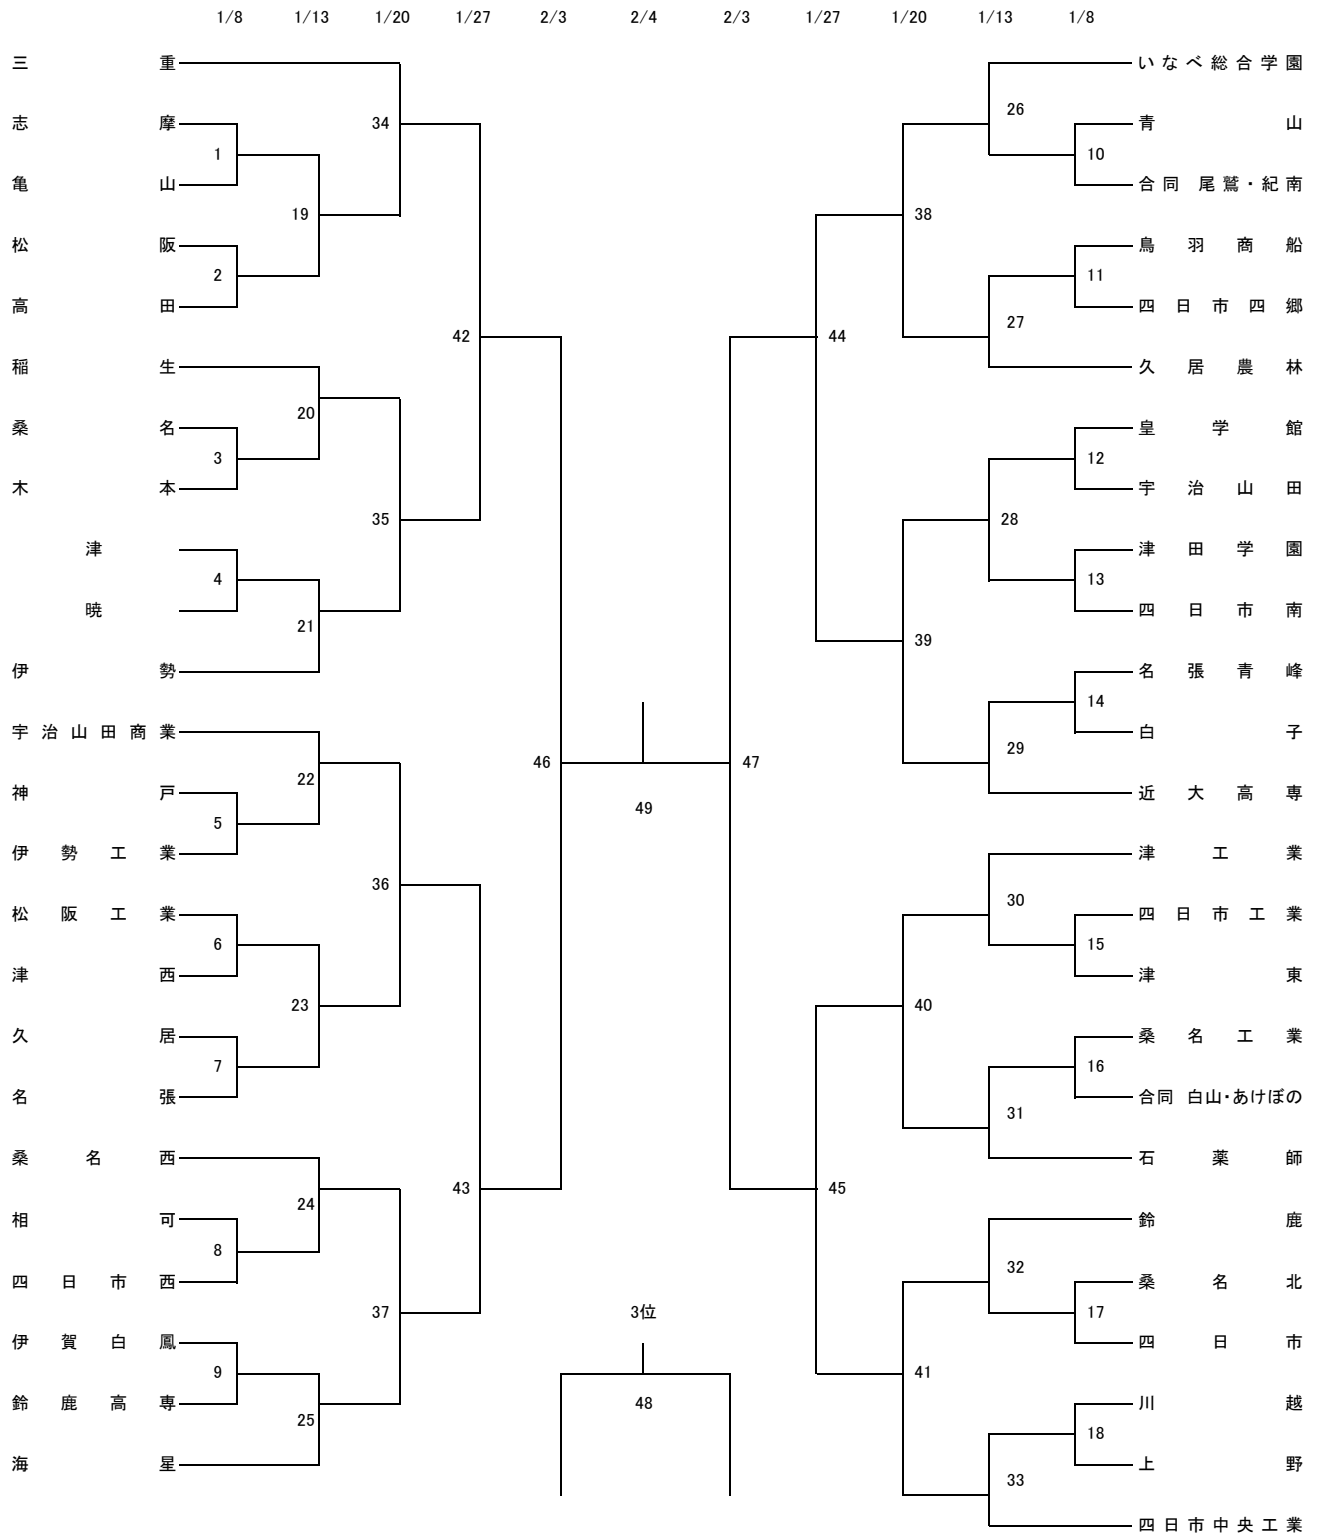 1/8 1/13 1/20 1/27 2/3 2/4 2/3 1/27 1/20 1/13 1/8
三重 いなべ総合学園
26
志摩 34 青山
1 10
亀山 合同 尾鷲・紀南
19 38
松阪 鳥羽商船
2 11
高田 四日市四郷
27
42 44
稲生 久居農林
20
桑名 皇学館
3 12
木本 宇治山田
35 28
津 津田学園
4 13
暁 四日市南
21 39
伊勢 名張青峰
14
宇治山田商業 白子
29
46 47
22
神戸 近大高専
49
5
伊勢工業 津工業
36
30
松阪工業 四日市工業
6 15
津西 津東
23 40
久居 桑名工業
7 16
名張 合同 白山・あけぼの
31
桑名西 石薬師
43 45
24
相可 鈴鹿
8
32
四日市西 桑名北
37 3位 17
伊賀白鳳 四日市
9 41
鈴鹿高専 48 川越
25
18
海星 上野
33
四日市中央工業